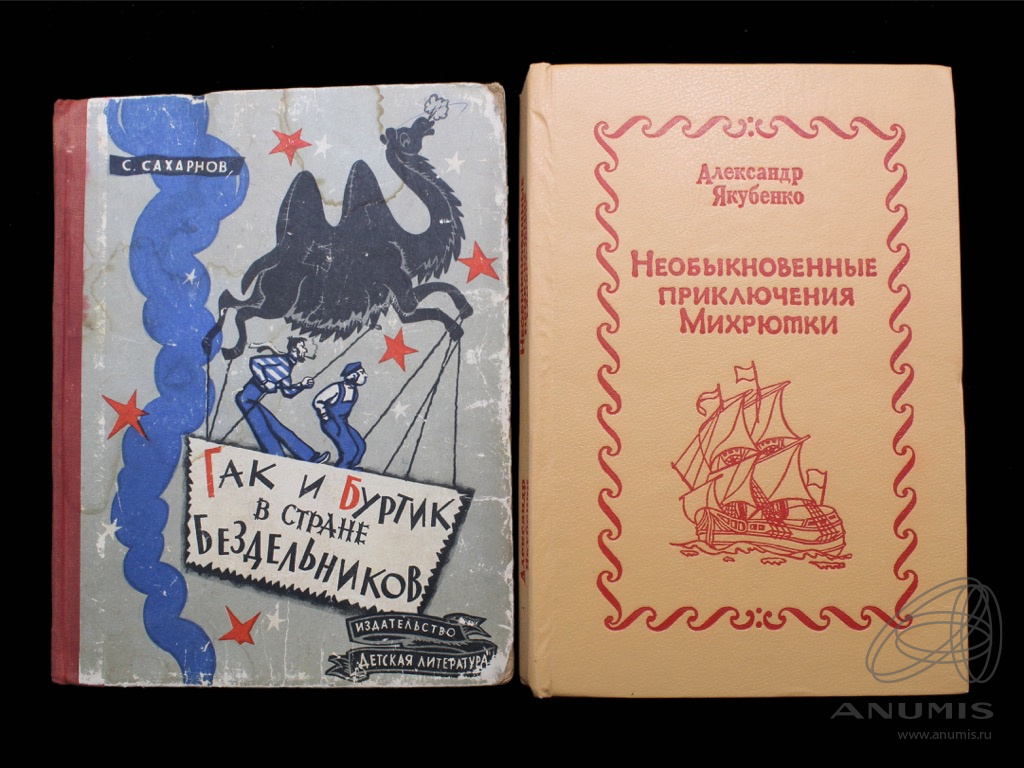 С. САХАРНОВ
ГАК И БУРТИК
В СТРАНЕ
БЕЗДЕЛЬНИКОВ
ИЗДАТЕЛЬСТВО
ДЕТСКАЯ ЛИТЕРАТУРА
Александр
Якубенко
НЕОБЫКНОВЕННЫЕ
ПРИКЛЮЧЕНИЯ
МИХРЮТКИ
ANUMIS
www.anumis.ru